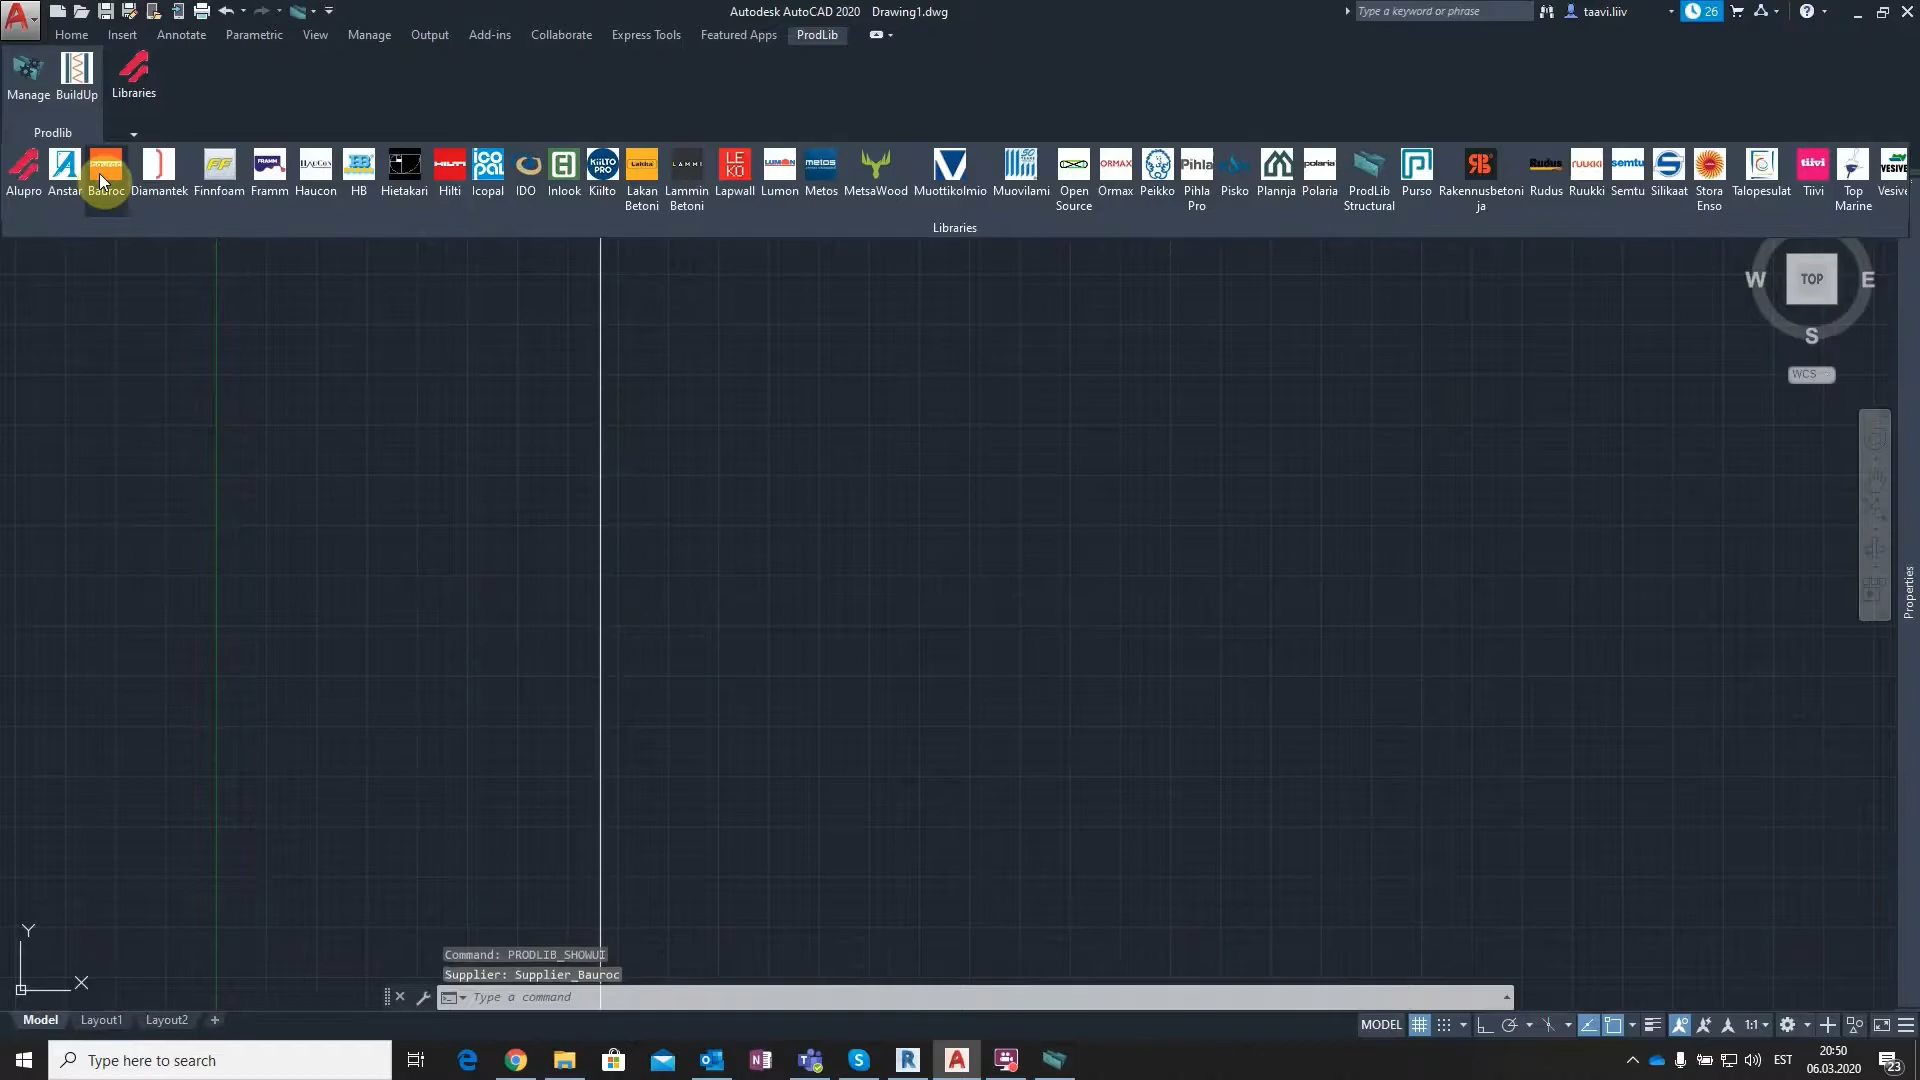 Autodesk AutoCAD 2020 Drawing1.dwg
Type a keyword or phrase
taavi.liiv
26
Home Insert Annotate Parametric View Manage Output Add-ins Collaborate Express Tools Featured Apps ProdLib
Manage BuildUp Libraries
Prodlib
Alupro Anstar Bauroc Diamantek Finnfoam Framm Haucon HB Hietakari Hilti Icopal IDO Inlook Kiilto Lakan Betoni Lammin Betoni Lapwall Lumon Metos MetsaWood Muottikolmio Muovilami Open Source Ormax Peikko Pihla Pro Pisko Plannja Polaria ProdLib Structural Purso Rakennusbetoni ja Rudus Ruukki Semtu Silikaat Stora Enso Talopesulat Tiivi Top Marine Vesive
Libraries
W TOP E
S
WCS
Properties
Y
X
Command: PRODLIB_SHOWUI
Supplier: Supplier_Bauroc
Type a command
Model Layout1 Layout2 +
MODEL 1:1
Type here to search
EST
20:50
06.03.2020
23